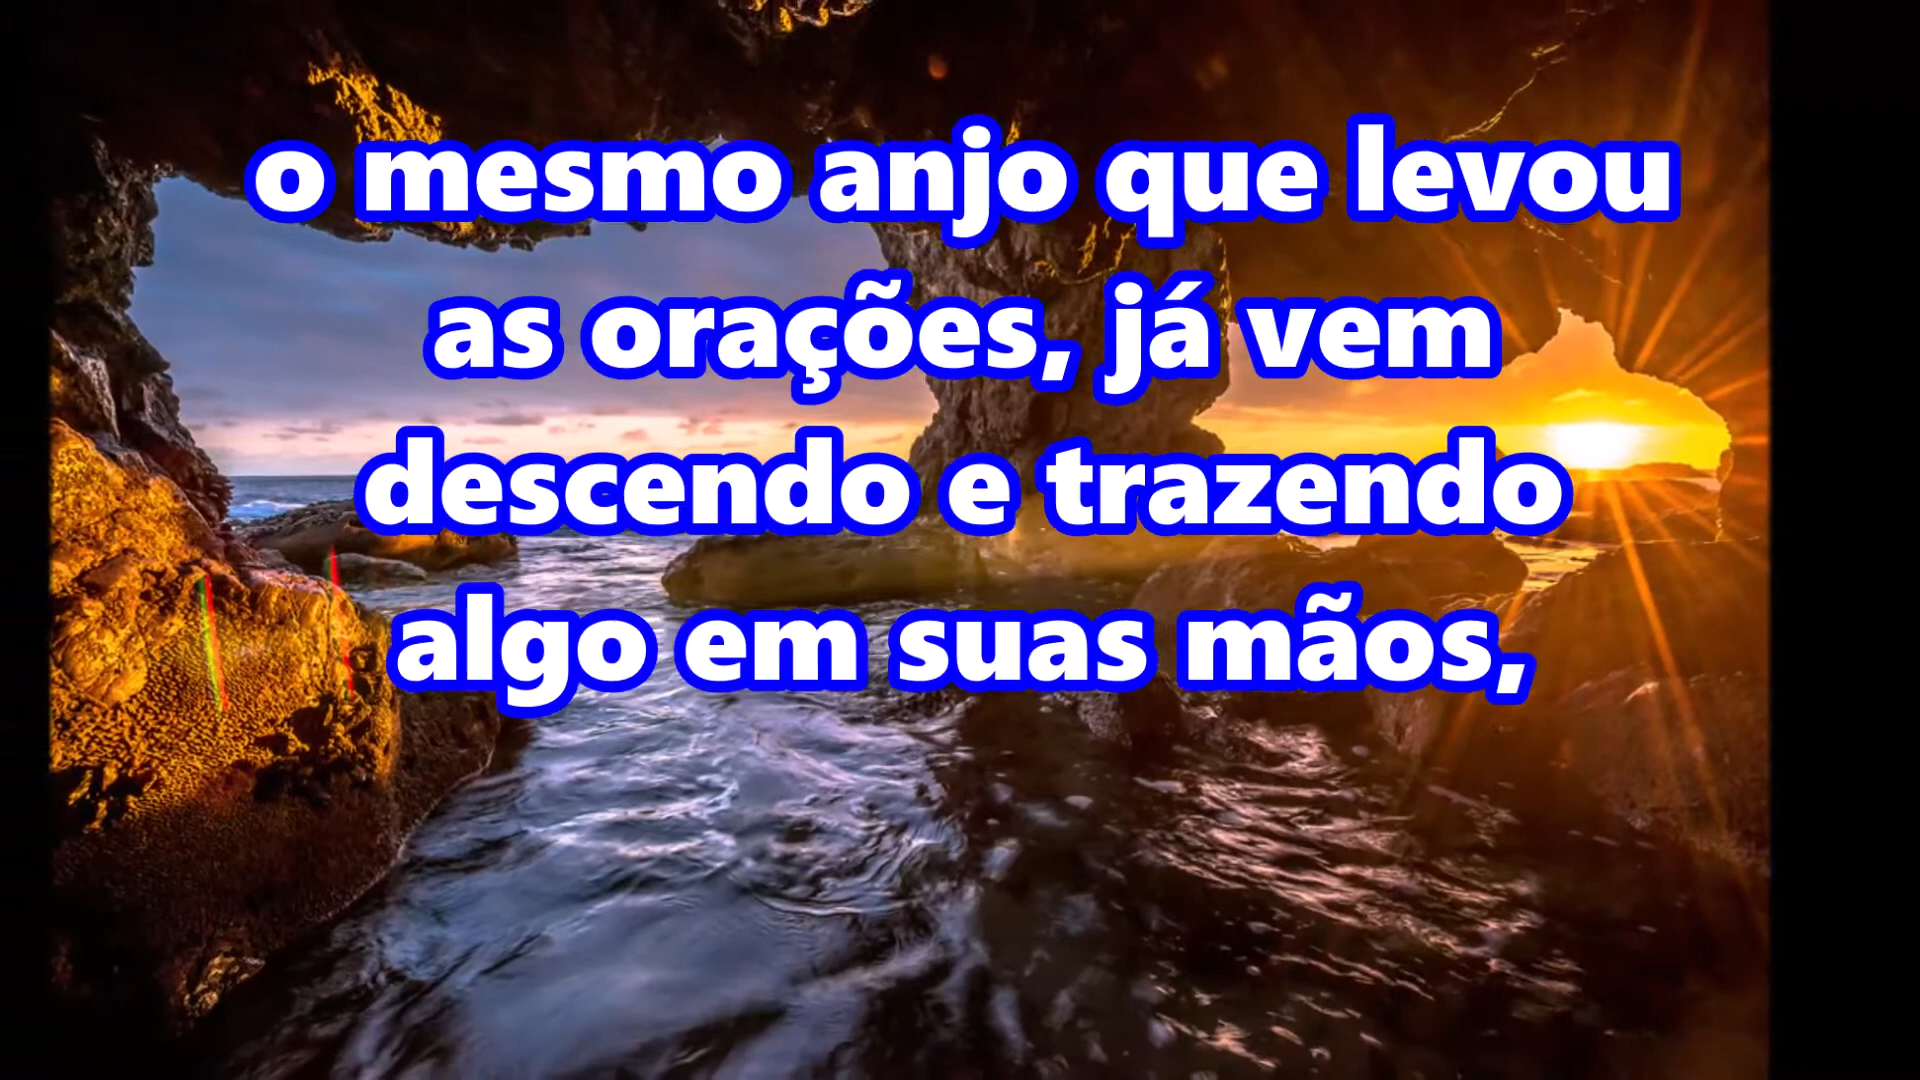 o mesmo anjo que levou
as orações, já vem
descendo e trazendo
algo em suas mãos,